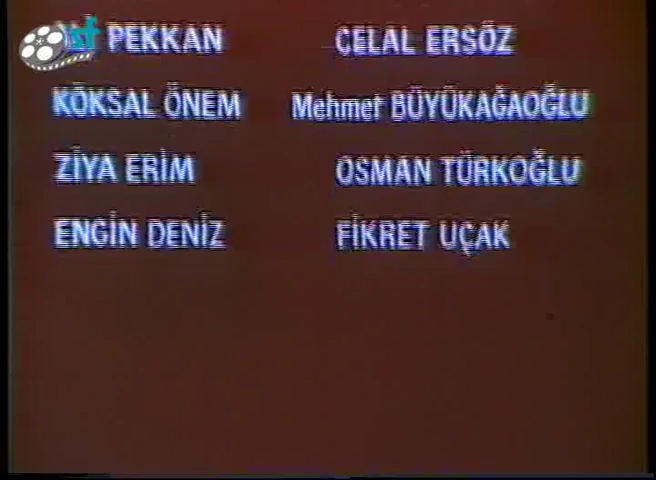 PEKKAN CELAL ERSÖZ
KÖKSAL ÖNEM Mehmet BÜYÜKAĞAOĞLU
ZİYA ERİM OSMAN TÜRKOĞLU
ENGİN DENİZ FİKRET UÇAK